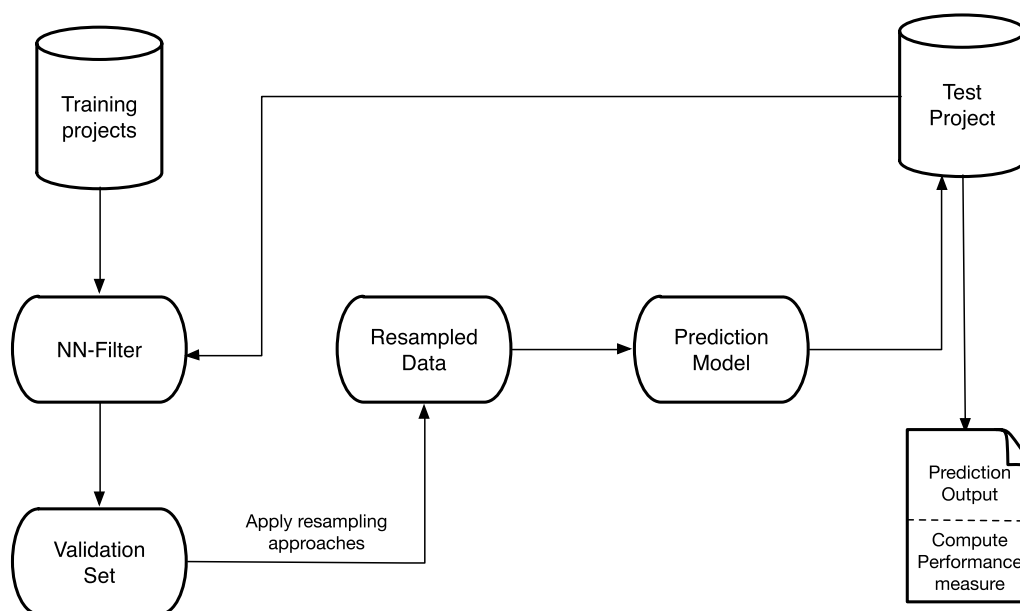 Training
projects
Test
Project
NN-Filter
Resampled
Data
Prediction
Model
Apply resampling
approaches
Validation
Set
Prediction
Output
Compute
Performance
measure